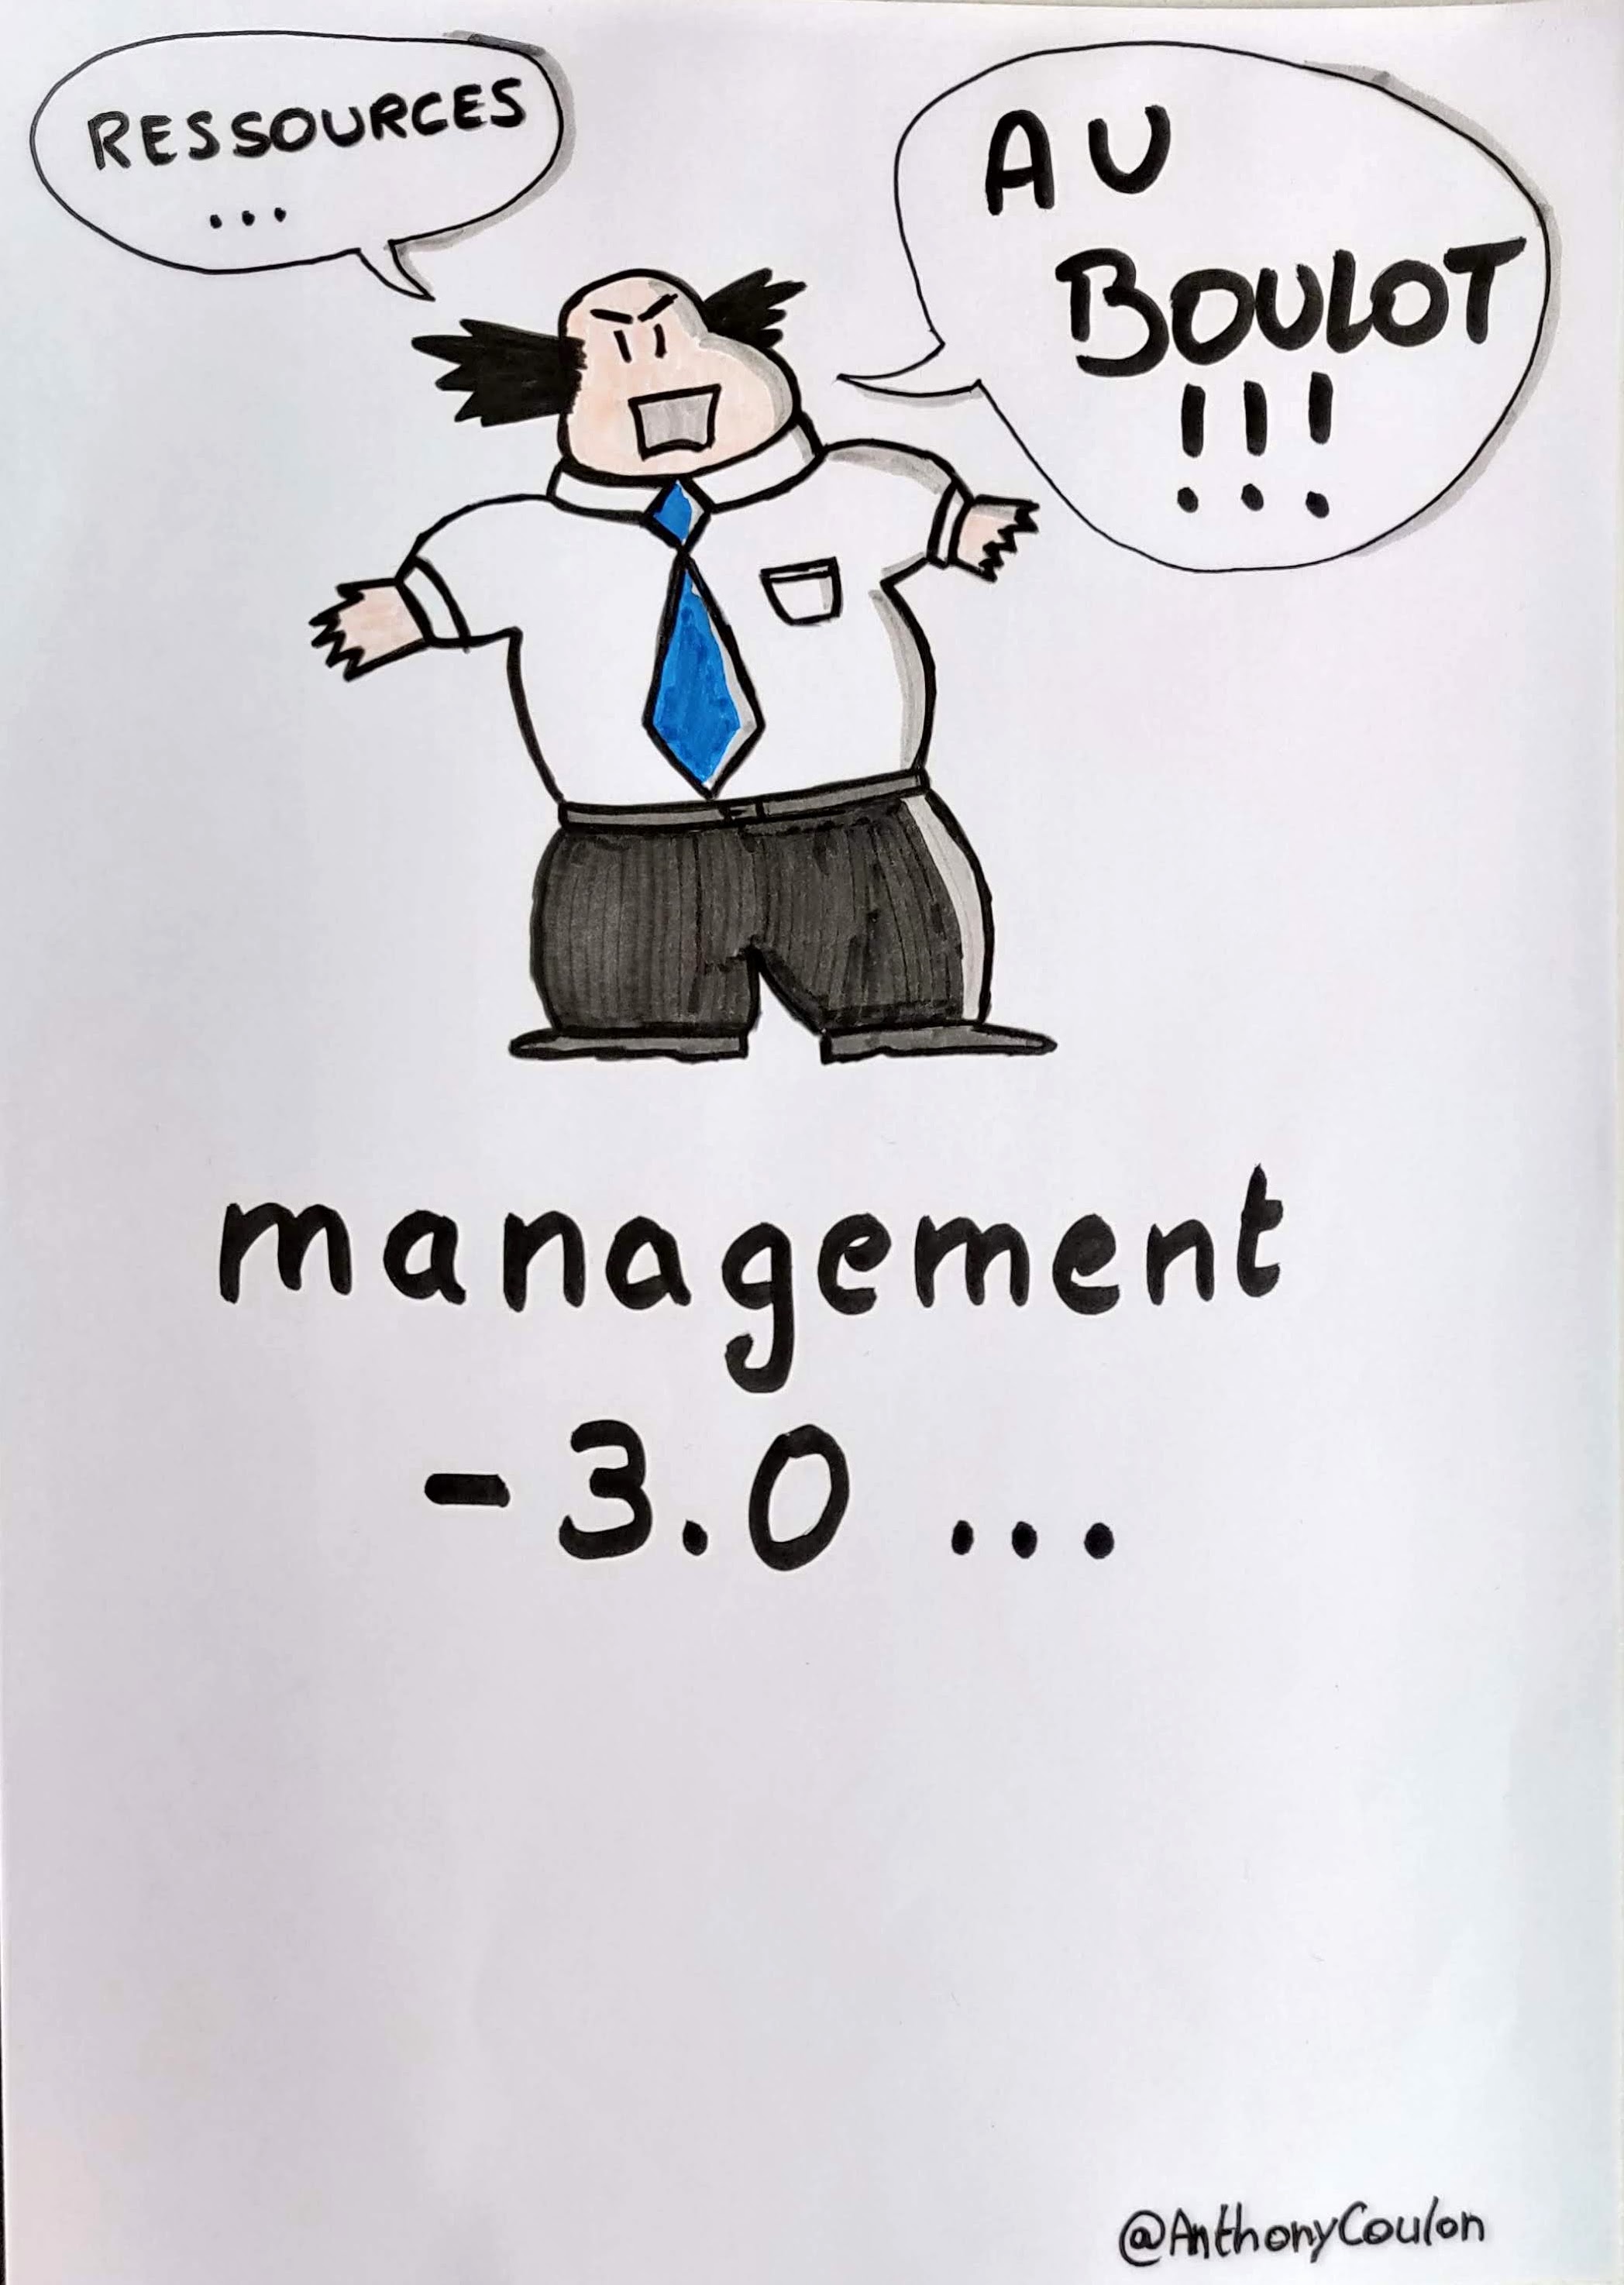 RESSOURCES
...
AU
BOULOT
!!!
management
-3.0 ...
@AnthonyCoulon